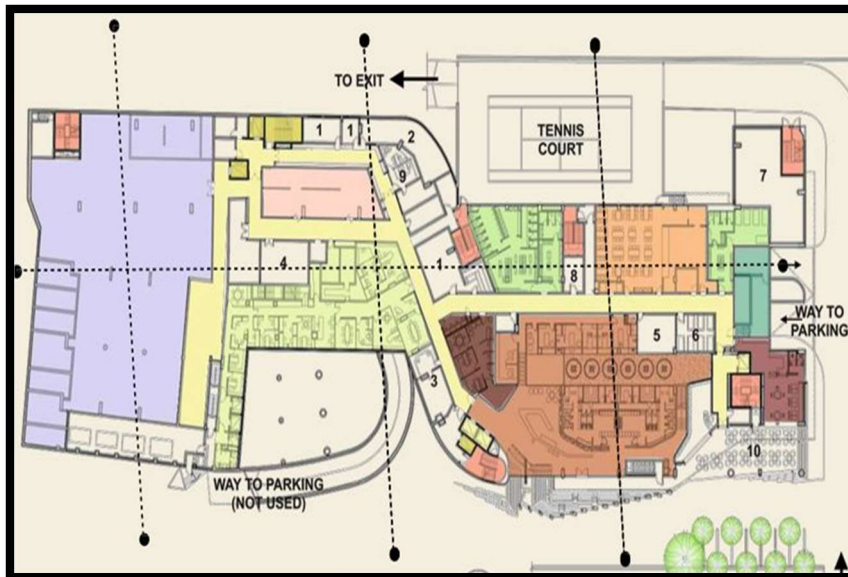 TO EXIT
TENNIS
COURT
1
1
2
9
7
4
1
8
WAY TO
PARKING
5
6
3
10
WAY TO PARKING
(NOT USED)